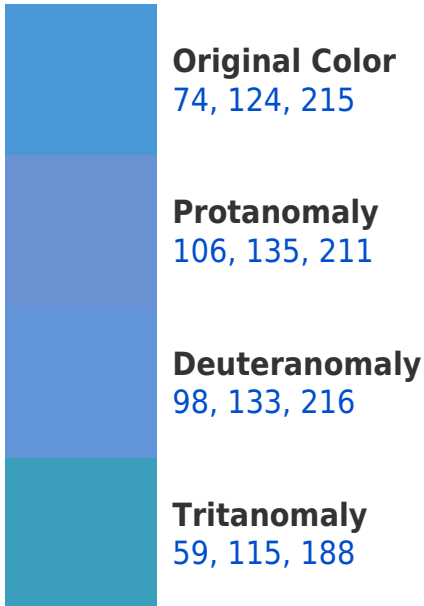 Original Color
74, 124, 215
Protanomaly
106, 135, 211
Deuteranomaly
98, 133, 216
Tritanomaly
59, 115, 188